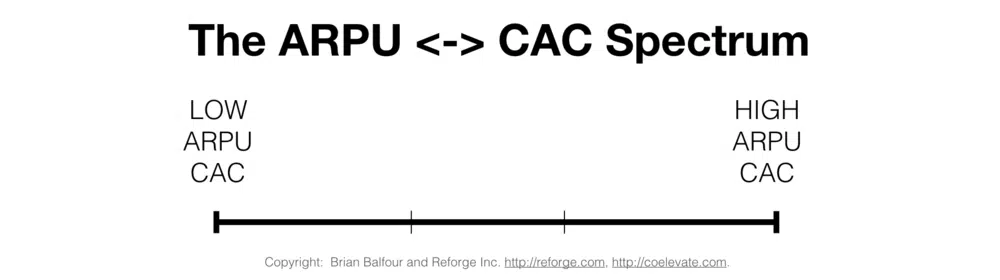 The ARPU <-> CAC Spectrum
LOW
ARPU
CAC
HIGH
ARPU
CAC
Copyright: Brian Balfour and Reforge Inc. http://reforge.com, http://coelevate.com.